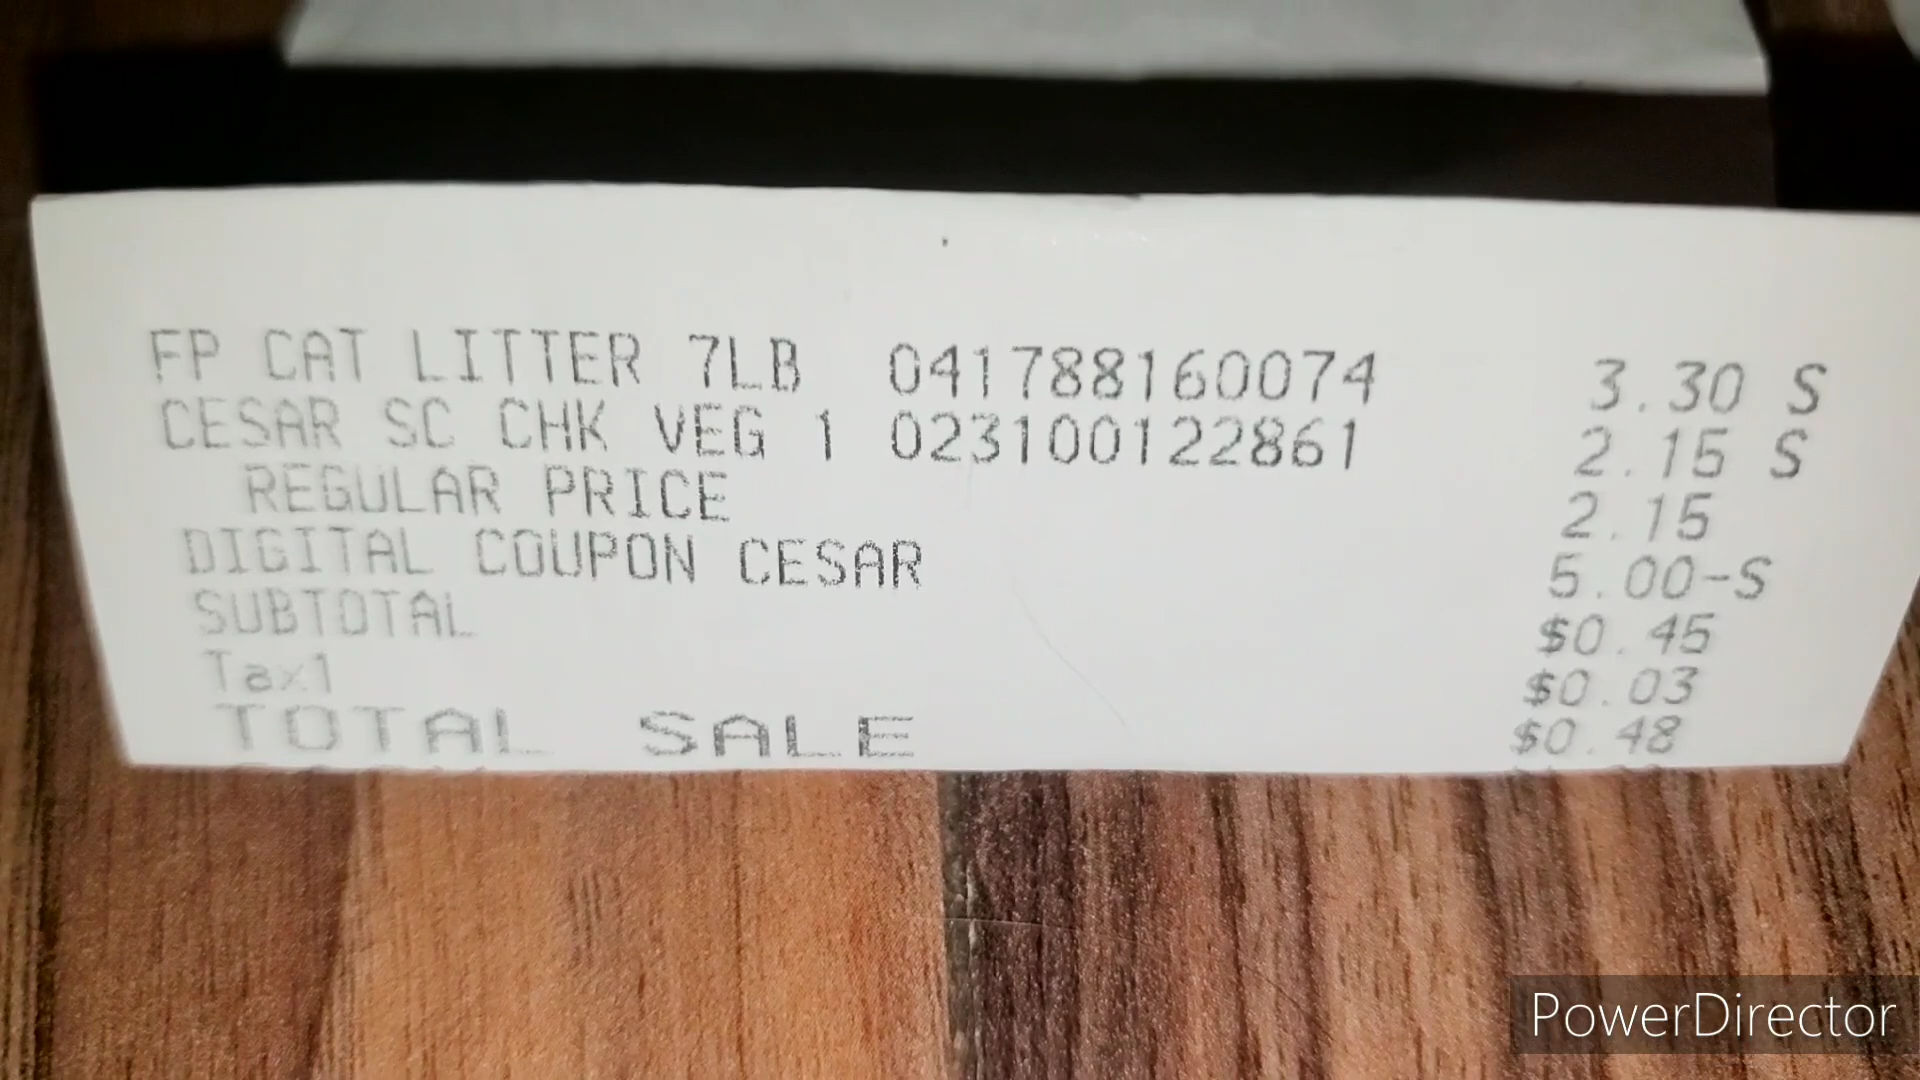 FP CAT LITTER 7LB 041788160074 3.30 S
CESAR SC CHK VEG 1 023100122861 2.15 S
REGULAR PRICE 2.15
DIGITAL COUPON CESAR 5.00-S
SUBTOTAL $0.45
Tax1 $0.03
TOTAL SALE $0.48
PowerDirector